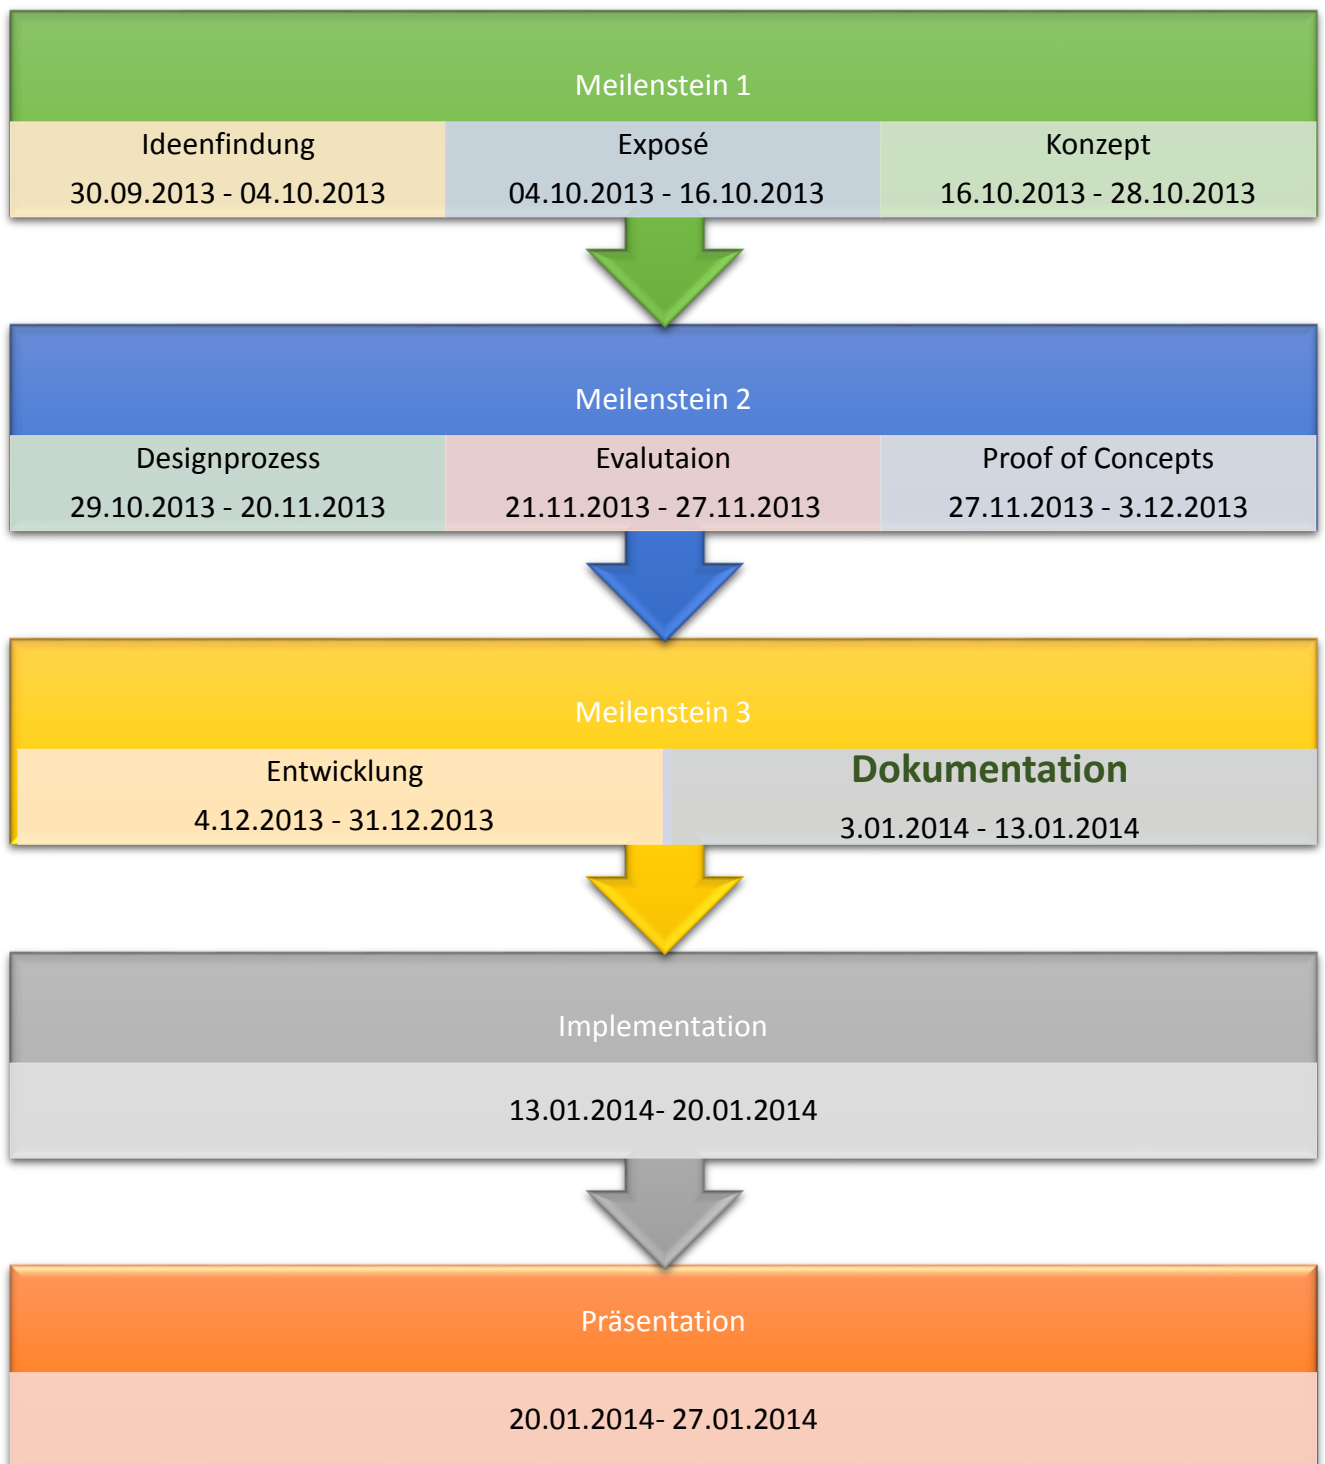 Meilenstein 1
Ideenfindung
30.09.2013 - 04.10.2013
Exposé
04.10.2013 - 16.10.2013
Konzept
16.10.2013 - 28.10.2013
Meilenstein 2
Designprozess
29.10.2013 - 20.11.2013
Evalutaion
21.11.2013 - 27.11.2013
Proof of Concepts
27.11.2013 - 3.12.2013
Meilenstein 3
Entwicklung
4.12.2013 - 31.12.2013
Dokumentation
3.01.2014 - 13.01.2014
Implementation
13.01.2014- 20.01.2014
Präsentation
20.01.2014- 27.01.2014